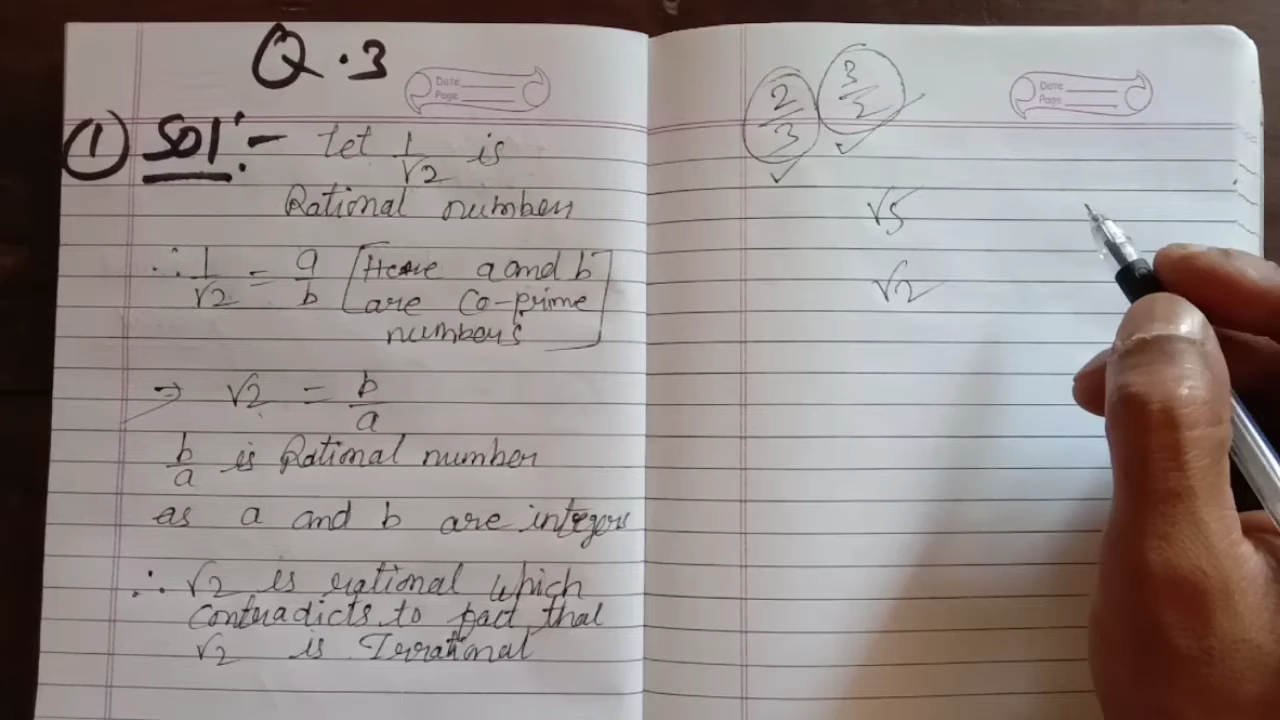 Q.3
Date
Page
① Sol:- let 1/√2 is
Rational number
∴ 1/√2 = a/b [Here a and b
are Co-prime
numbers]
⇒ √2 = b/a
b/a is Rational number
as a and b are integers
∴ √2 is rational which
contradicts to fact that
√2 is Irrational
2/3 3/2
Date
Page
√5
√2